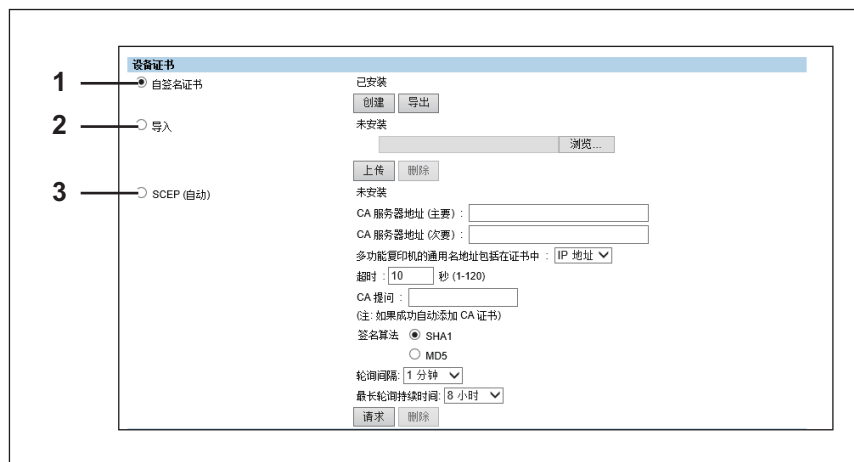 设备证书
1 自签名证书 已安装
创建 导出
2 导入 未安装
浏览...
上传 删除
3 SCEP (自动) 未安装
CA 服务器地址 (主要) :
CA 服务器地址 (次要) :
多功能复印机的通用名地址包括在证书中 : IP 地址
超时 : 10 秒 (1-120)
CA 提问 :
(注: 如果成功自动添加 CA 证书)
签名算法 SHA1
MD5
轮询间隔: 1 分钟
最长轮询持续时间: 8 小时
请求 删除